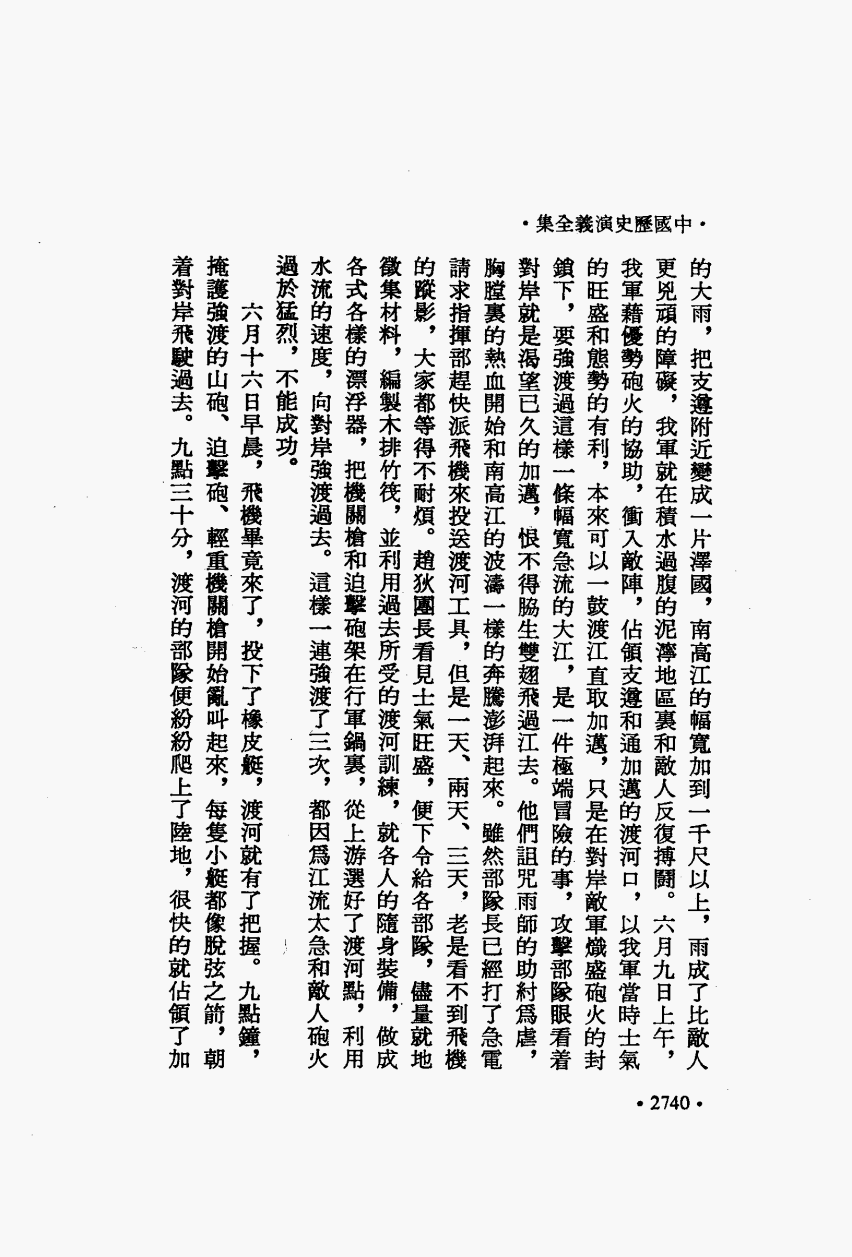 ·中國歷史演義全集·
的大雨，把支遵附近變成一片澤國，南高江的幅寬加到一千尺以上，雨成了比敵人
更兇頑的障礙，我軍就在積水過腹的泥濘地區裏和敵人反復搏鬪。六月九日上午，
我軍藉優勢砲火的協助，衝入敵陣，佔領支遵和通加邁的渡河口，以我軍當時士氣
的旺盛和態勢的有利，本來可以一鼓渡江直取加邁，只是在對岸敵軍熾盛砲火的封
鎖下，要強渡過這樣一條幅寬急流的大江，是一件極端冒險的事，攻擊部隊眼看着
對岸就是渴望已久的加邁，恨不得脇生雙翅飛過江去。他們詛咒雨師的助紂爲虐，
胸膛裏的熱血開始和南高江的波濤一樣的奔騰澎湃起來。雖然部隊長已經打了急電
請求指揮部趕快派飛機來投送渡河工具，但是一天、兩天、三天，老是看不到飛機
的蹤影，大家都等得不耐煩。趙狄團長看見士氣旺盛，便下令給各部隊，儘量就地
徵集材料，編製木排竹筏，並利用過去所受的渡河訓練，就各人的隨身裝備，做成
各式各樣的漂浮器，把機關槍和迫擊砲架在行軍鍋裏，從上游選好了渡河點，利用
水流的速度，向對岸強渡過去。這樣一連強渡了三次，都因爲江流太急和敵人砲火
過於猛烈，不能成功。
六月十六日早晨，飛機畢竟來了，投下了橡皮艇，渡河就有了把握。九點鐘，
掩護強渡的山砲、迫擊砲、輕重機關槍開始亂叫起來，每隻小艇都像脫弦之箭，朝
着對岸飛駛過去。九點三十分，渡河的部隊便紛紛爬上了陸地，很快的就佔領了加
·2740·